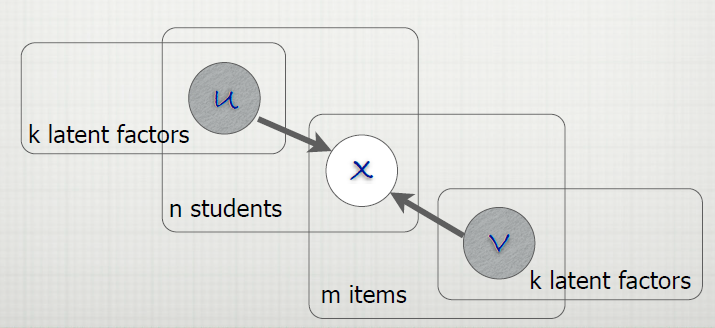 u
k latent factors
x
n students
v
k latent factors
m items